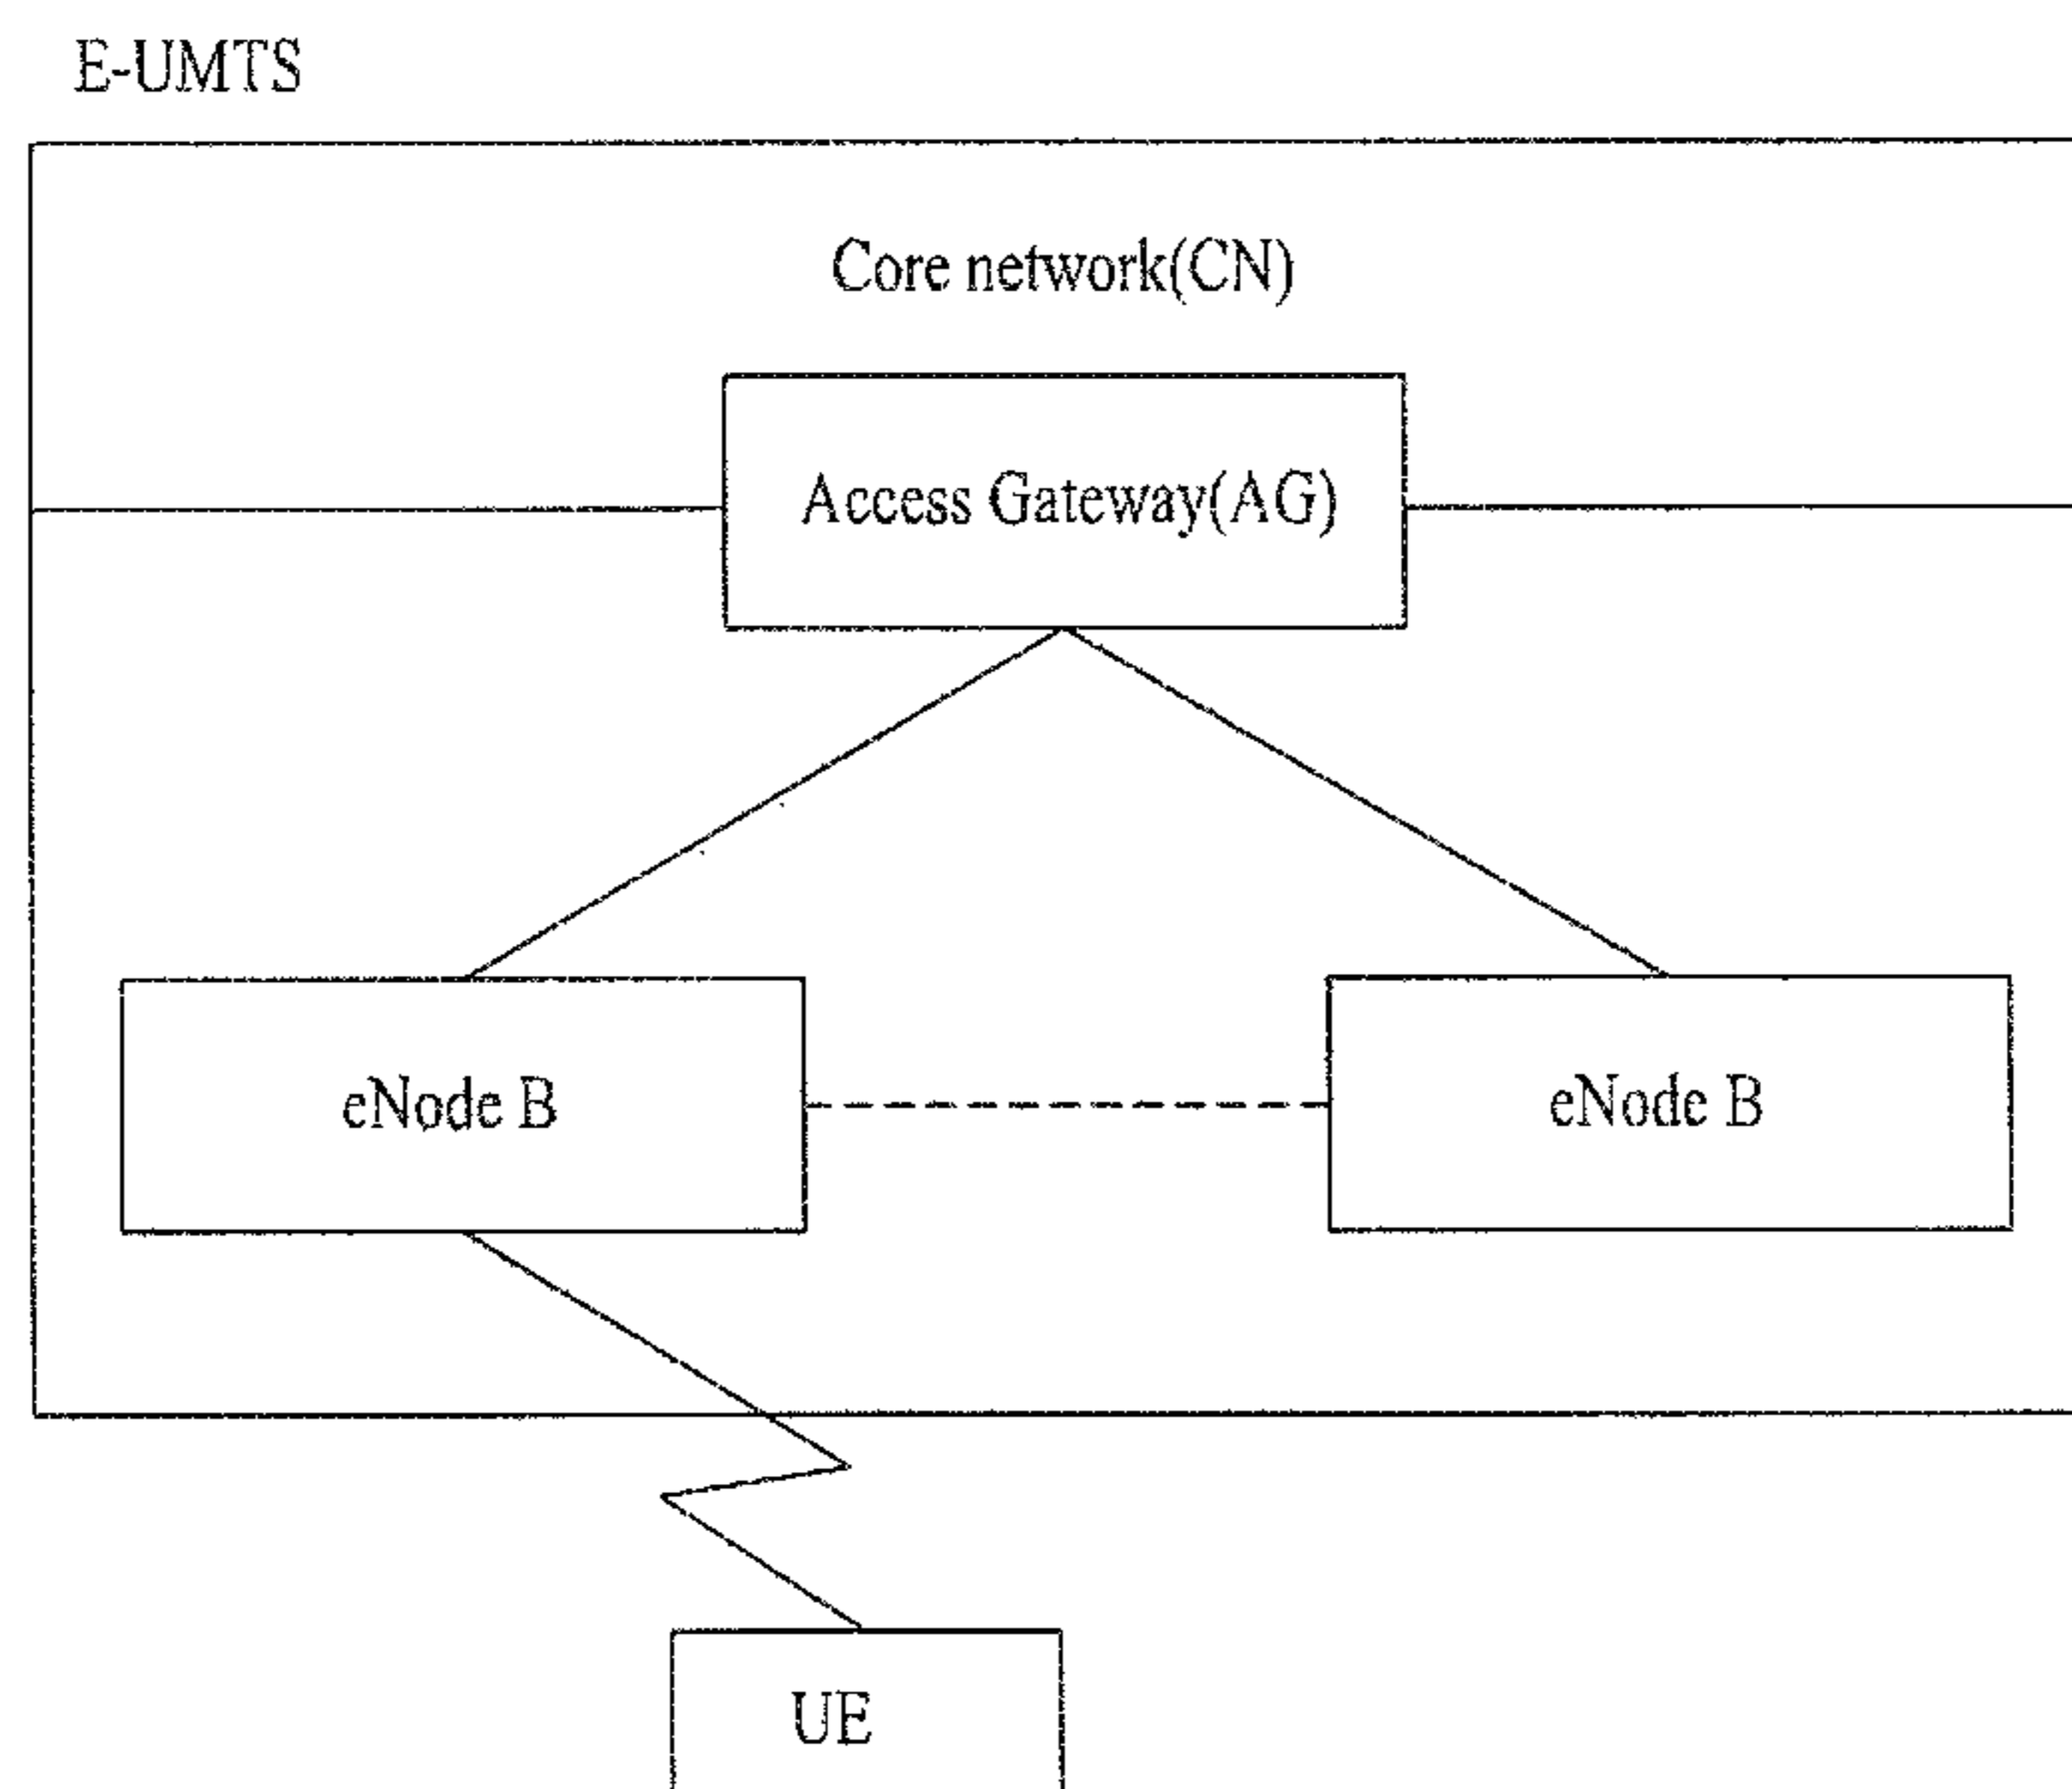 E-UMTS
Core network(CN)
Access Gateway(AG)
eNode B
eNode B
UE